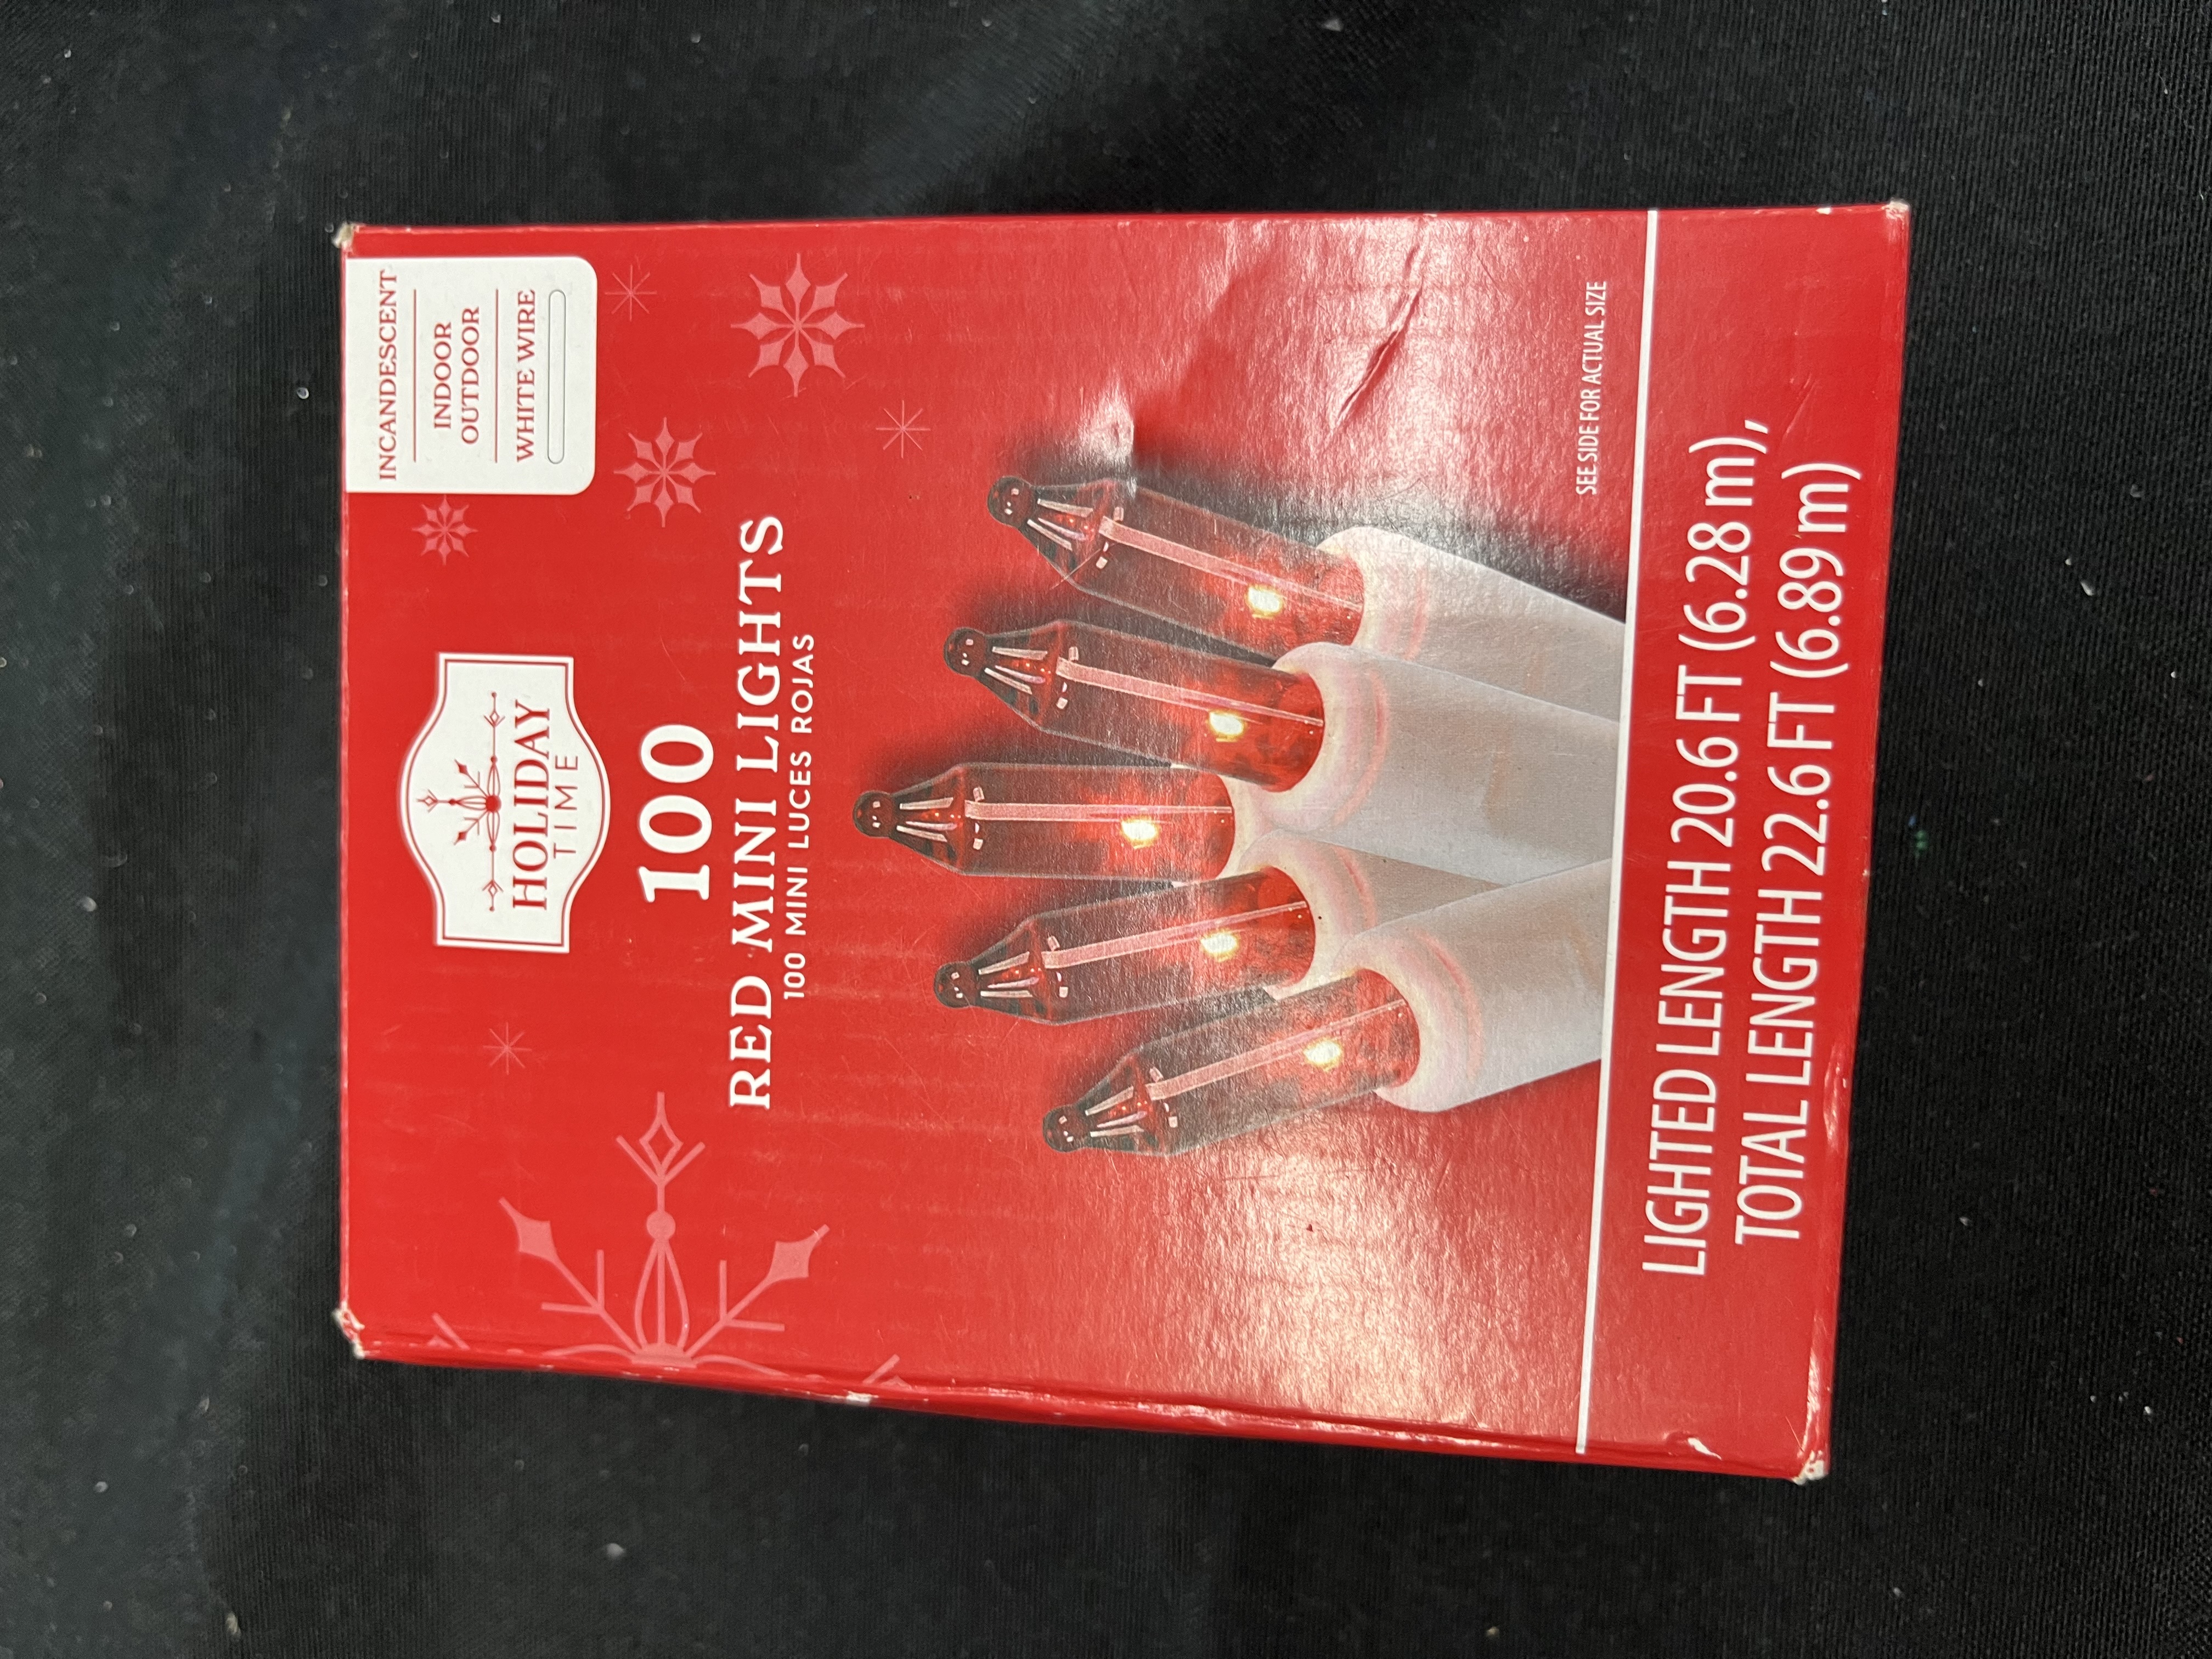 INCANDESCENT
INDOOR
OUTDOOR
WHITE WIRE
HOLIDAY
TIME
100
RED MINI LIGHTS
100 MINI LUCES ROJAS
SEE SIDE FOR ACTUAL SIZE
LIGHTED LENGTH 20.6 FT (6.28 m),
TOTAL LENGTH 22.6 FT (6.89 m)